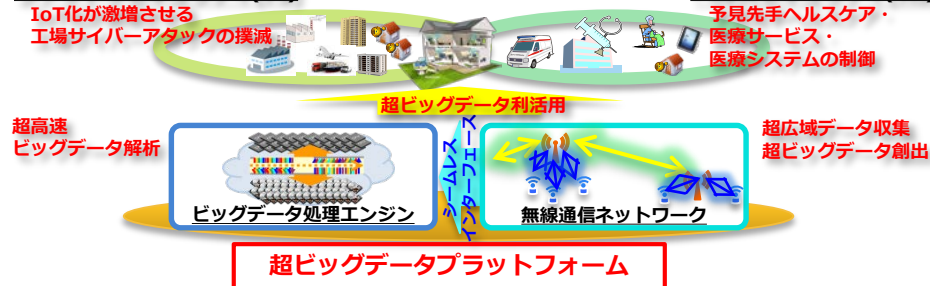 IoT化が激増させる
工場サイバーアタックの撲滅
予見先手ヘルスケア・
医療サービス・
医療システムの制御
超ビッグデータ利活用
超高速
ビッグデータ解析
シームレス
インターフェース
超広域データ収集
超ビッグデータ創出
ビッグデータ処理エンジン
無線通信ネットワーク
超ビッグデータプラットフォーム